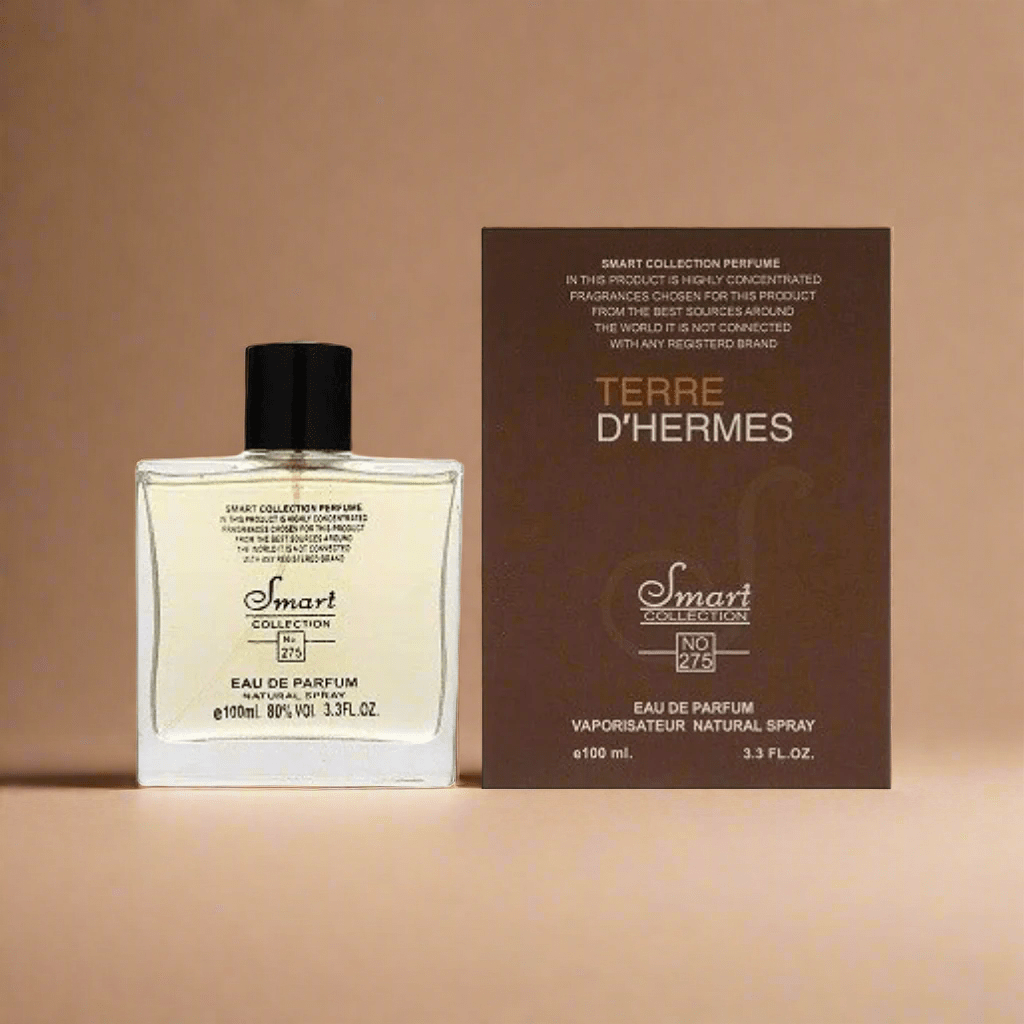 SMART COLLECTION PERFUME
IN THIS PRODUCT IS HIGHLY CONCENTRATED
FRAGRANCES CHOSEN FOR THIS PRODUCT
FROM THE BEST SOURCES AROUND
THE WORLD IT IS NOT CONNECTED
WITH ANY REGISTERED BRAND
Smart
COLLECTION
No
275
EAU DE PARFUM
NATURAL SPRAY
e100ml. 80% VOL 3.3FL.OZ.
SMART COLLECTION PERFUME
IN THIS PRODUCT IS HIGHLY CONCENTRATED
FRAGRANCES CHOSEN FOR THIS PRODUCT
FROM THE BEST SOURCES AROUND
THE WORLD IT IS NOT CONNECTED
WITH ANY REGISTERD BRAND
TERRE
D'HERMES
Smart
COLLECTION
NO
275
EAU DE PARFUM
VAPORISATEUR NATURAL SPRAY
e100 ml. 3.3 FL.OZ.